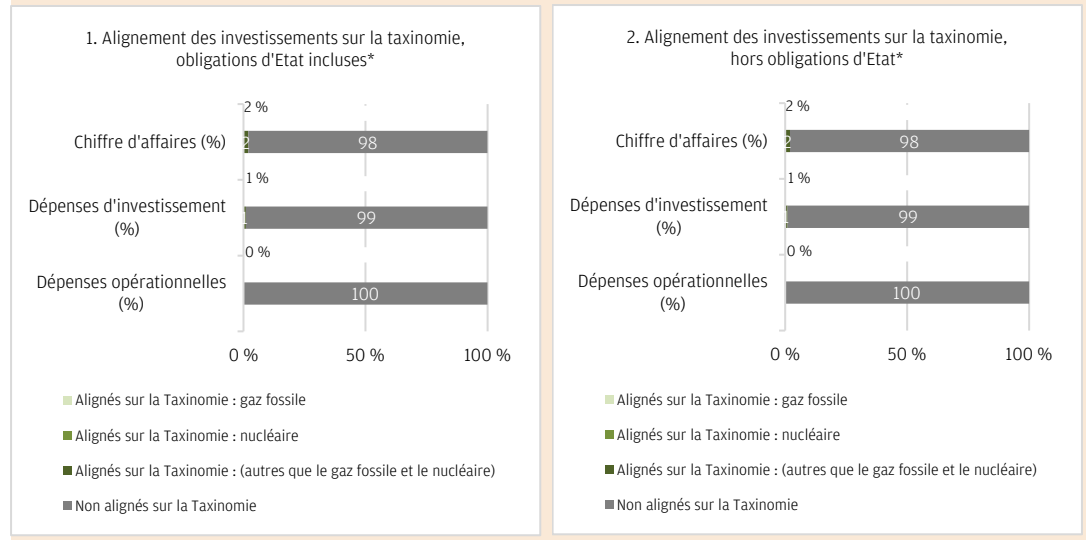 1. Alignement des investissements sur la taxinomie,
obligations d'Etat incluses*
2 %
Chiffre d'affaires (%)
2
98
1 %
Dépenses d'investissement
(%)
1
99
0 %
Dépenses opérationnelles
(%)
100
0 %
50 %
100 %
Alignés sur la Taxinomie : gaz fossile
Alignés sur la Taxinomie : nucléaire
Alignés sur la Taxinomie : (autres que le gaz fossile et le nucléaire)
Non alignés sur la Taxinomie
2. Alignement des investissements sur la taxinomie,
hors obligations d'Etat*
2 %
Chiffre d'affaires (%)
2
98
1 %
Dépenses d'investissement
(%)
1
99
0 %
Dépenses opérationnelles
(%)
100
0 %
50 %
100 %
Alignés sur la Taxinomie : gaz fossile
Alignés sur la Taxinomie : nucléaire
Alignés sur la Taxinomie : (autres que le gaz fossile et le nucléaire)
Non alignés sur la Taxinomie